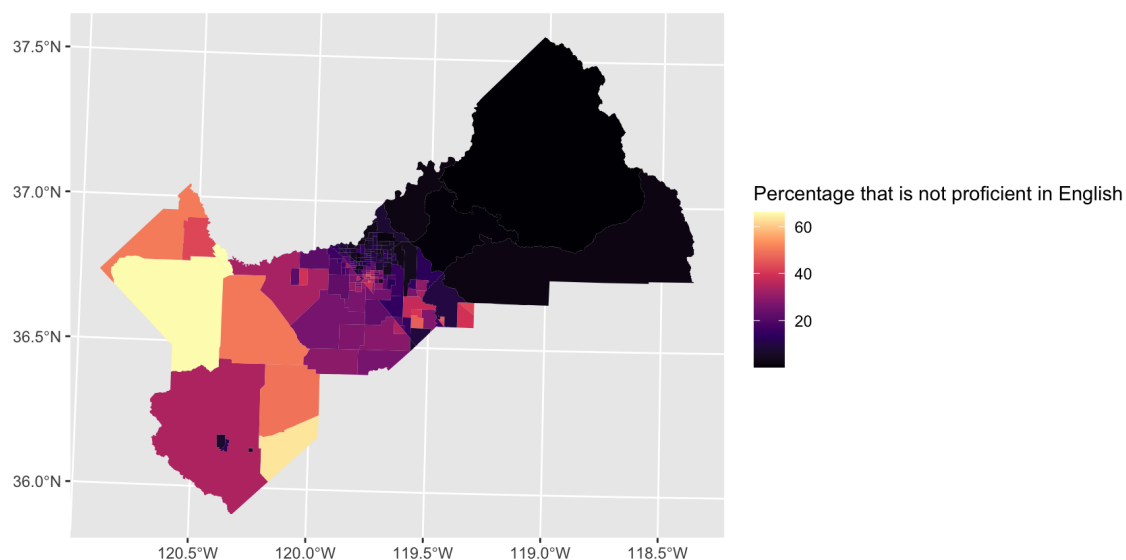 37.5°N
37.0°N
36.5°N
36.0°N
120.5°W 120.0°W 119.5°W 119.0°W 118.5°W
Percentage that is not proficient in English
60
40
20